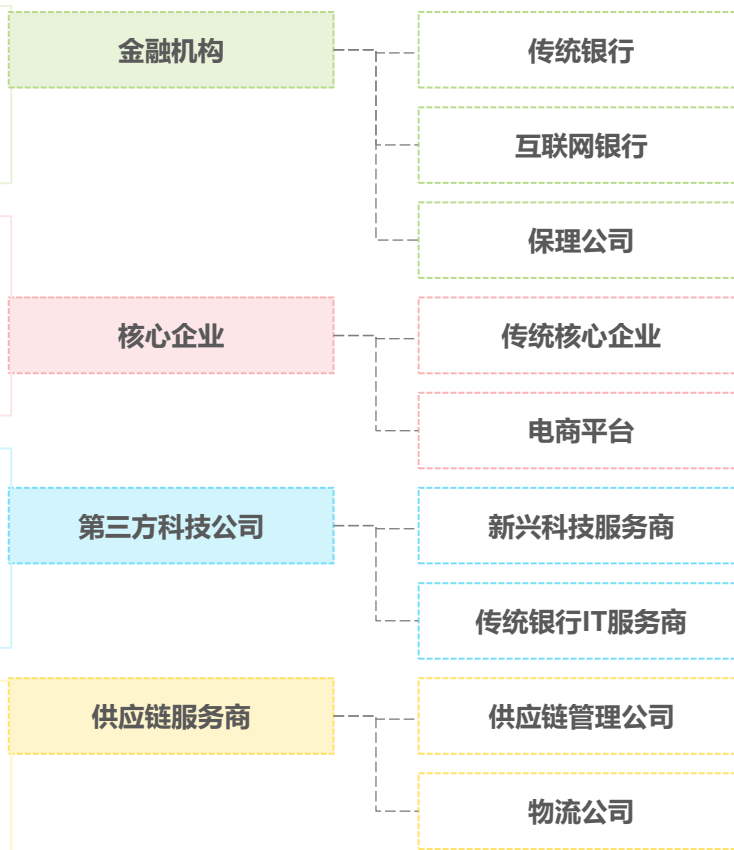 金融机构
传统银行
互联网银行
保理公司
核心企业
传统核心企业
电商平台
第三方科技公司
新兴科技服务商
传统银行IT服务商
供应链服务商
供应链管理公司
物流公司